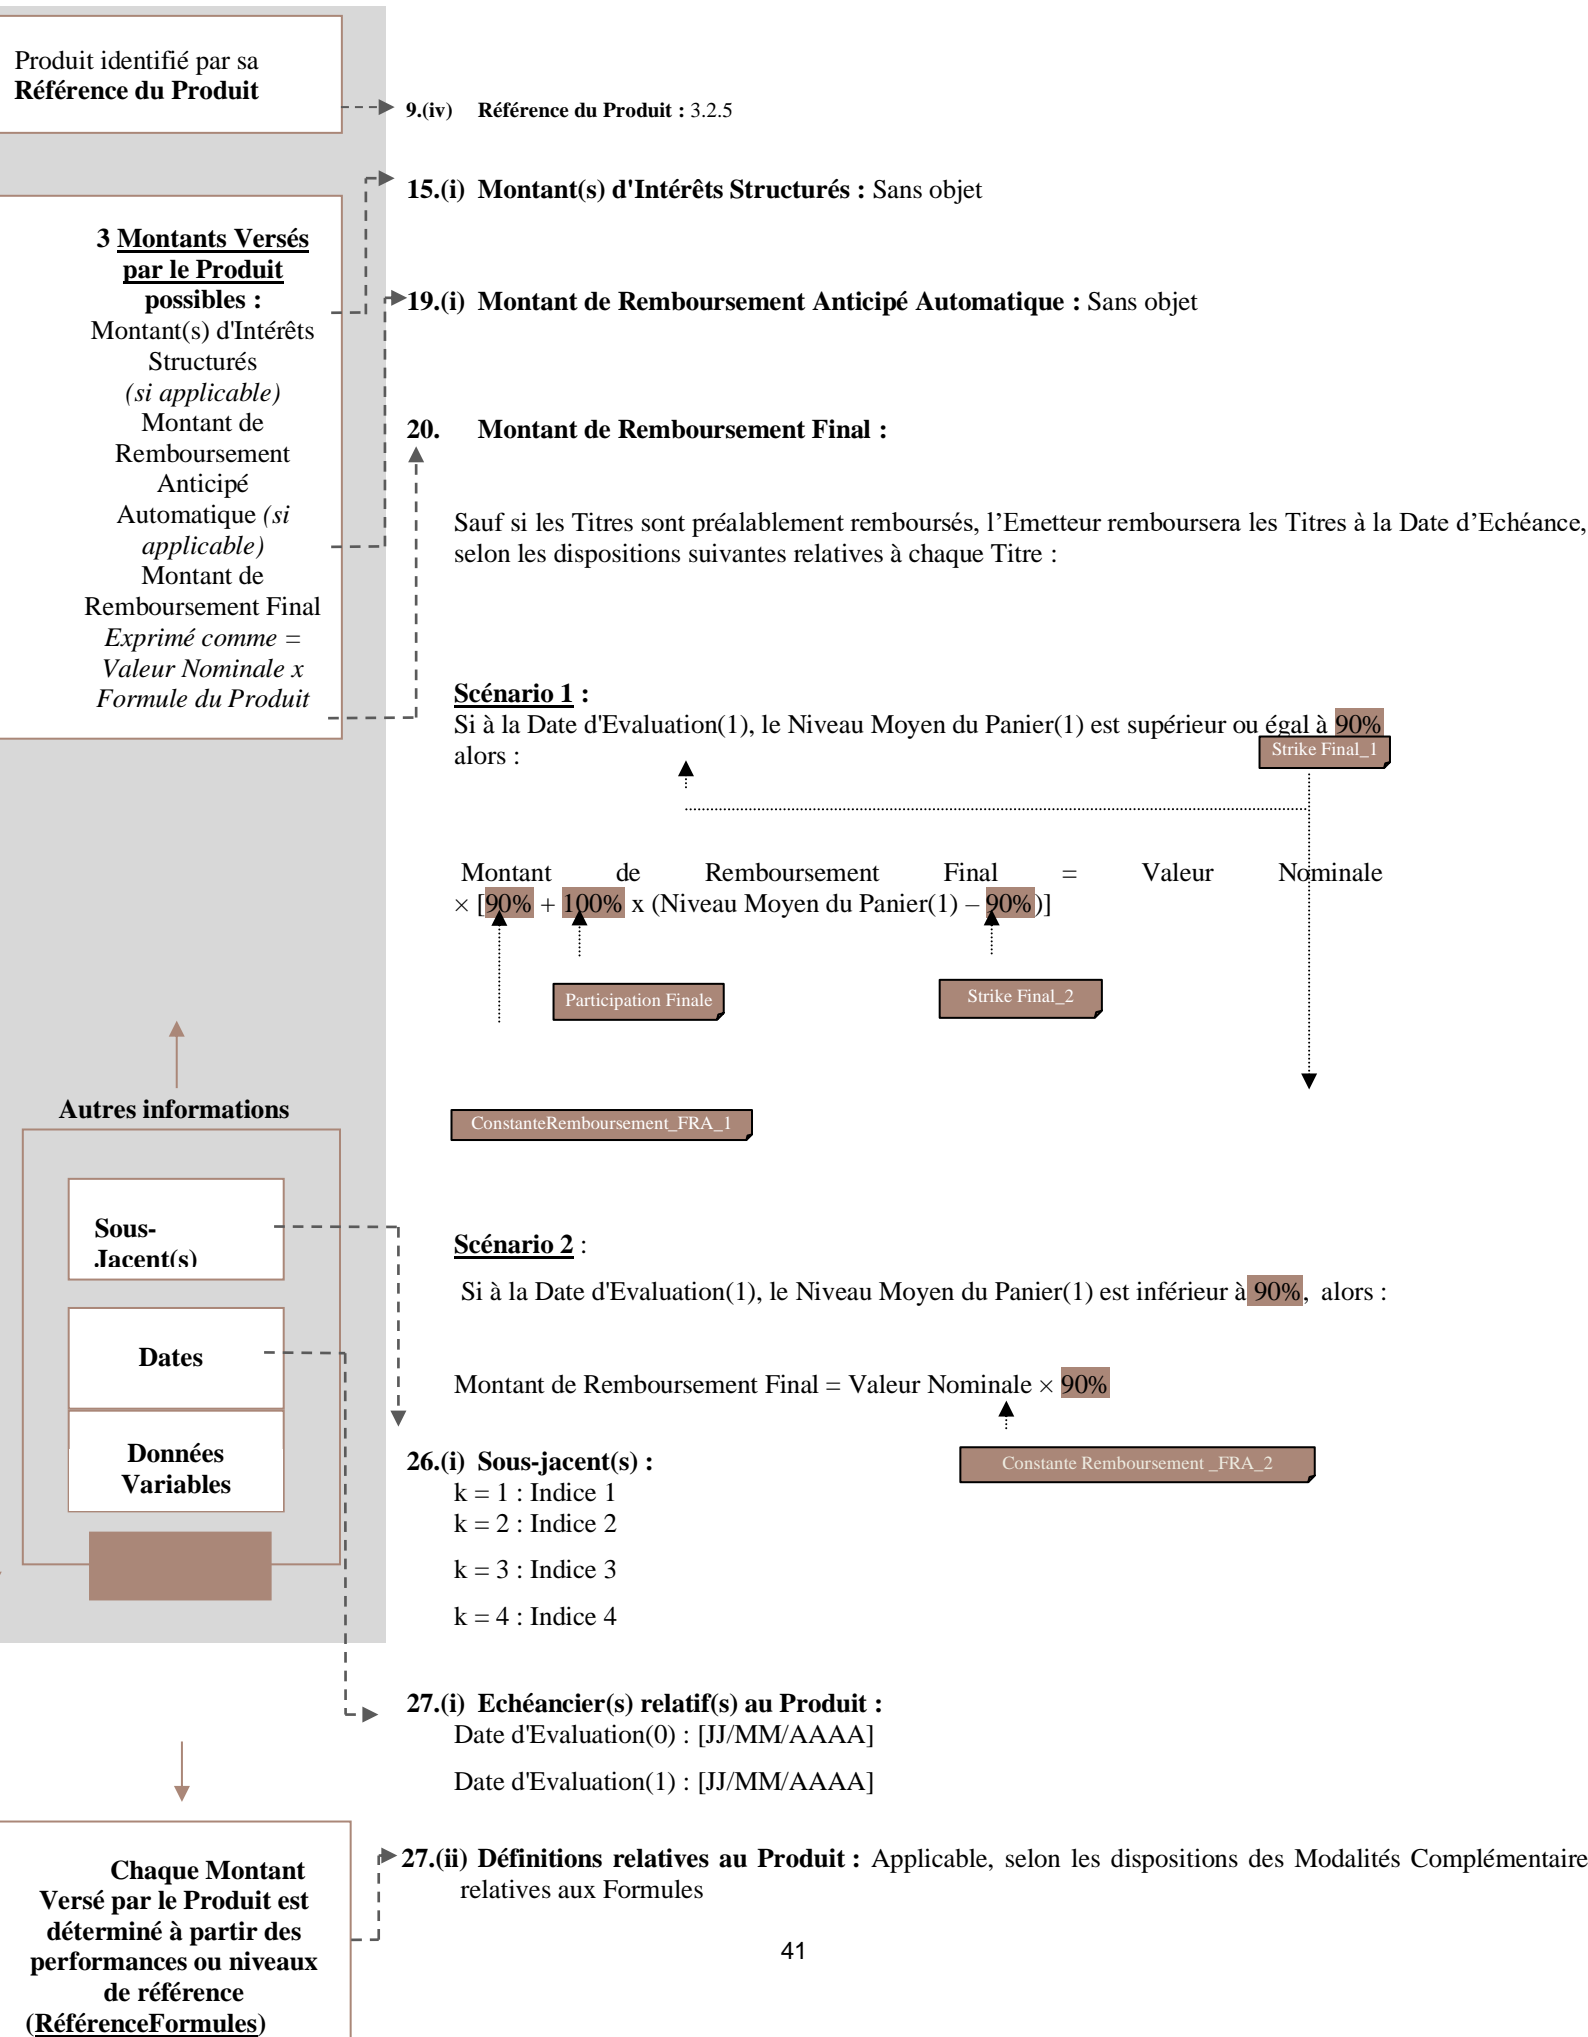 Produit identifié par sa
Référence du Produit
9.(iv) Référence du Produit : 3.2.5
15.(i) Montant(s) d'Intérêts Structurés : Sans objet
3 Montants Versés
par le Produit
possibles :
Montant(s) d'Intérêts
Structurés
(si applicable)
Montant de
Remboursement
Anticipé
Automatique (si
applicable)
Montant de
Remboursement Final
Exprimé comme =
Valeur Nominale x
Formule du Produit
19.(i) Montant de Remboursement Anticipé Automatique : Sans objet
20. Montant de Remboursement Final :
Sauf si les Titres sont préalablement remboursés, l’Emetteur remboursera les Titres à la Date d’Echéance,
selon les dispositions suivantes relatives à chaque Titre :
Scénario 1 :
Si à la Date d'Evaluation(1), le Niveau Moyen du Panier(1) est supérieur ou égal à 90%
alors :
Strike Final_1
Montant de Remboursement Final = Valeur Nominale
× [90% + 100% x (Niveau Moyen du Panier(1) – 90%)]
Participation Finale
Strike Final_2
ConstanteRemboursement_FRA_1
Autres informations
Sous-
Jacent(s)
Dates
Données
Variables
Scénario 2 :
Si à la Date d'Evaluation(1), le Niveau Moyen du Panier(1) est inférieur à 90%, alors :
Montant de Remboursement Final = Valeur Nominale × 90%
Constante Remboursement _FRA_2
26.(i) Sous-jacent(s) :
k = 1 : Indice 1
k = 2 : Indice 2
k = 3 : Indice 3
k = 4 : Indice 4
27.(i) Echéancier(s) relatif(s) au Produit :
Date d'Evaluation(0) : [JJ/MM/AAAA]
Date d'Evaluation(1) : [JJ/MM/AAAA]
Chaque Montant
Versé par le Produit est
déterminé à partir des
performances ou niveaux
de référence
(RéférenceFormules)
27.(ii) Définitions relatives au Produit : Applicable, selon les dispositions des Modalités Complémentaire
relatives aux Formules
41